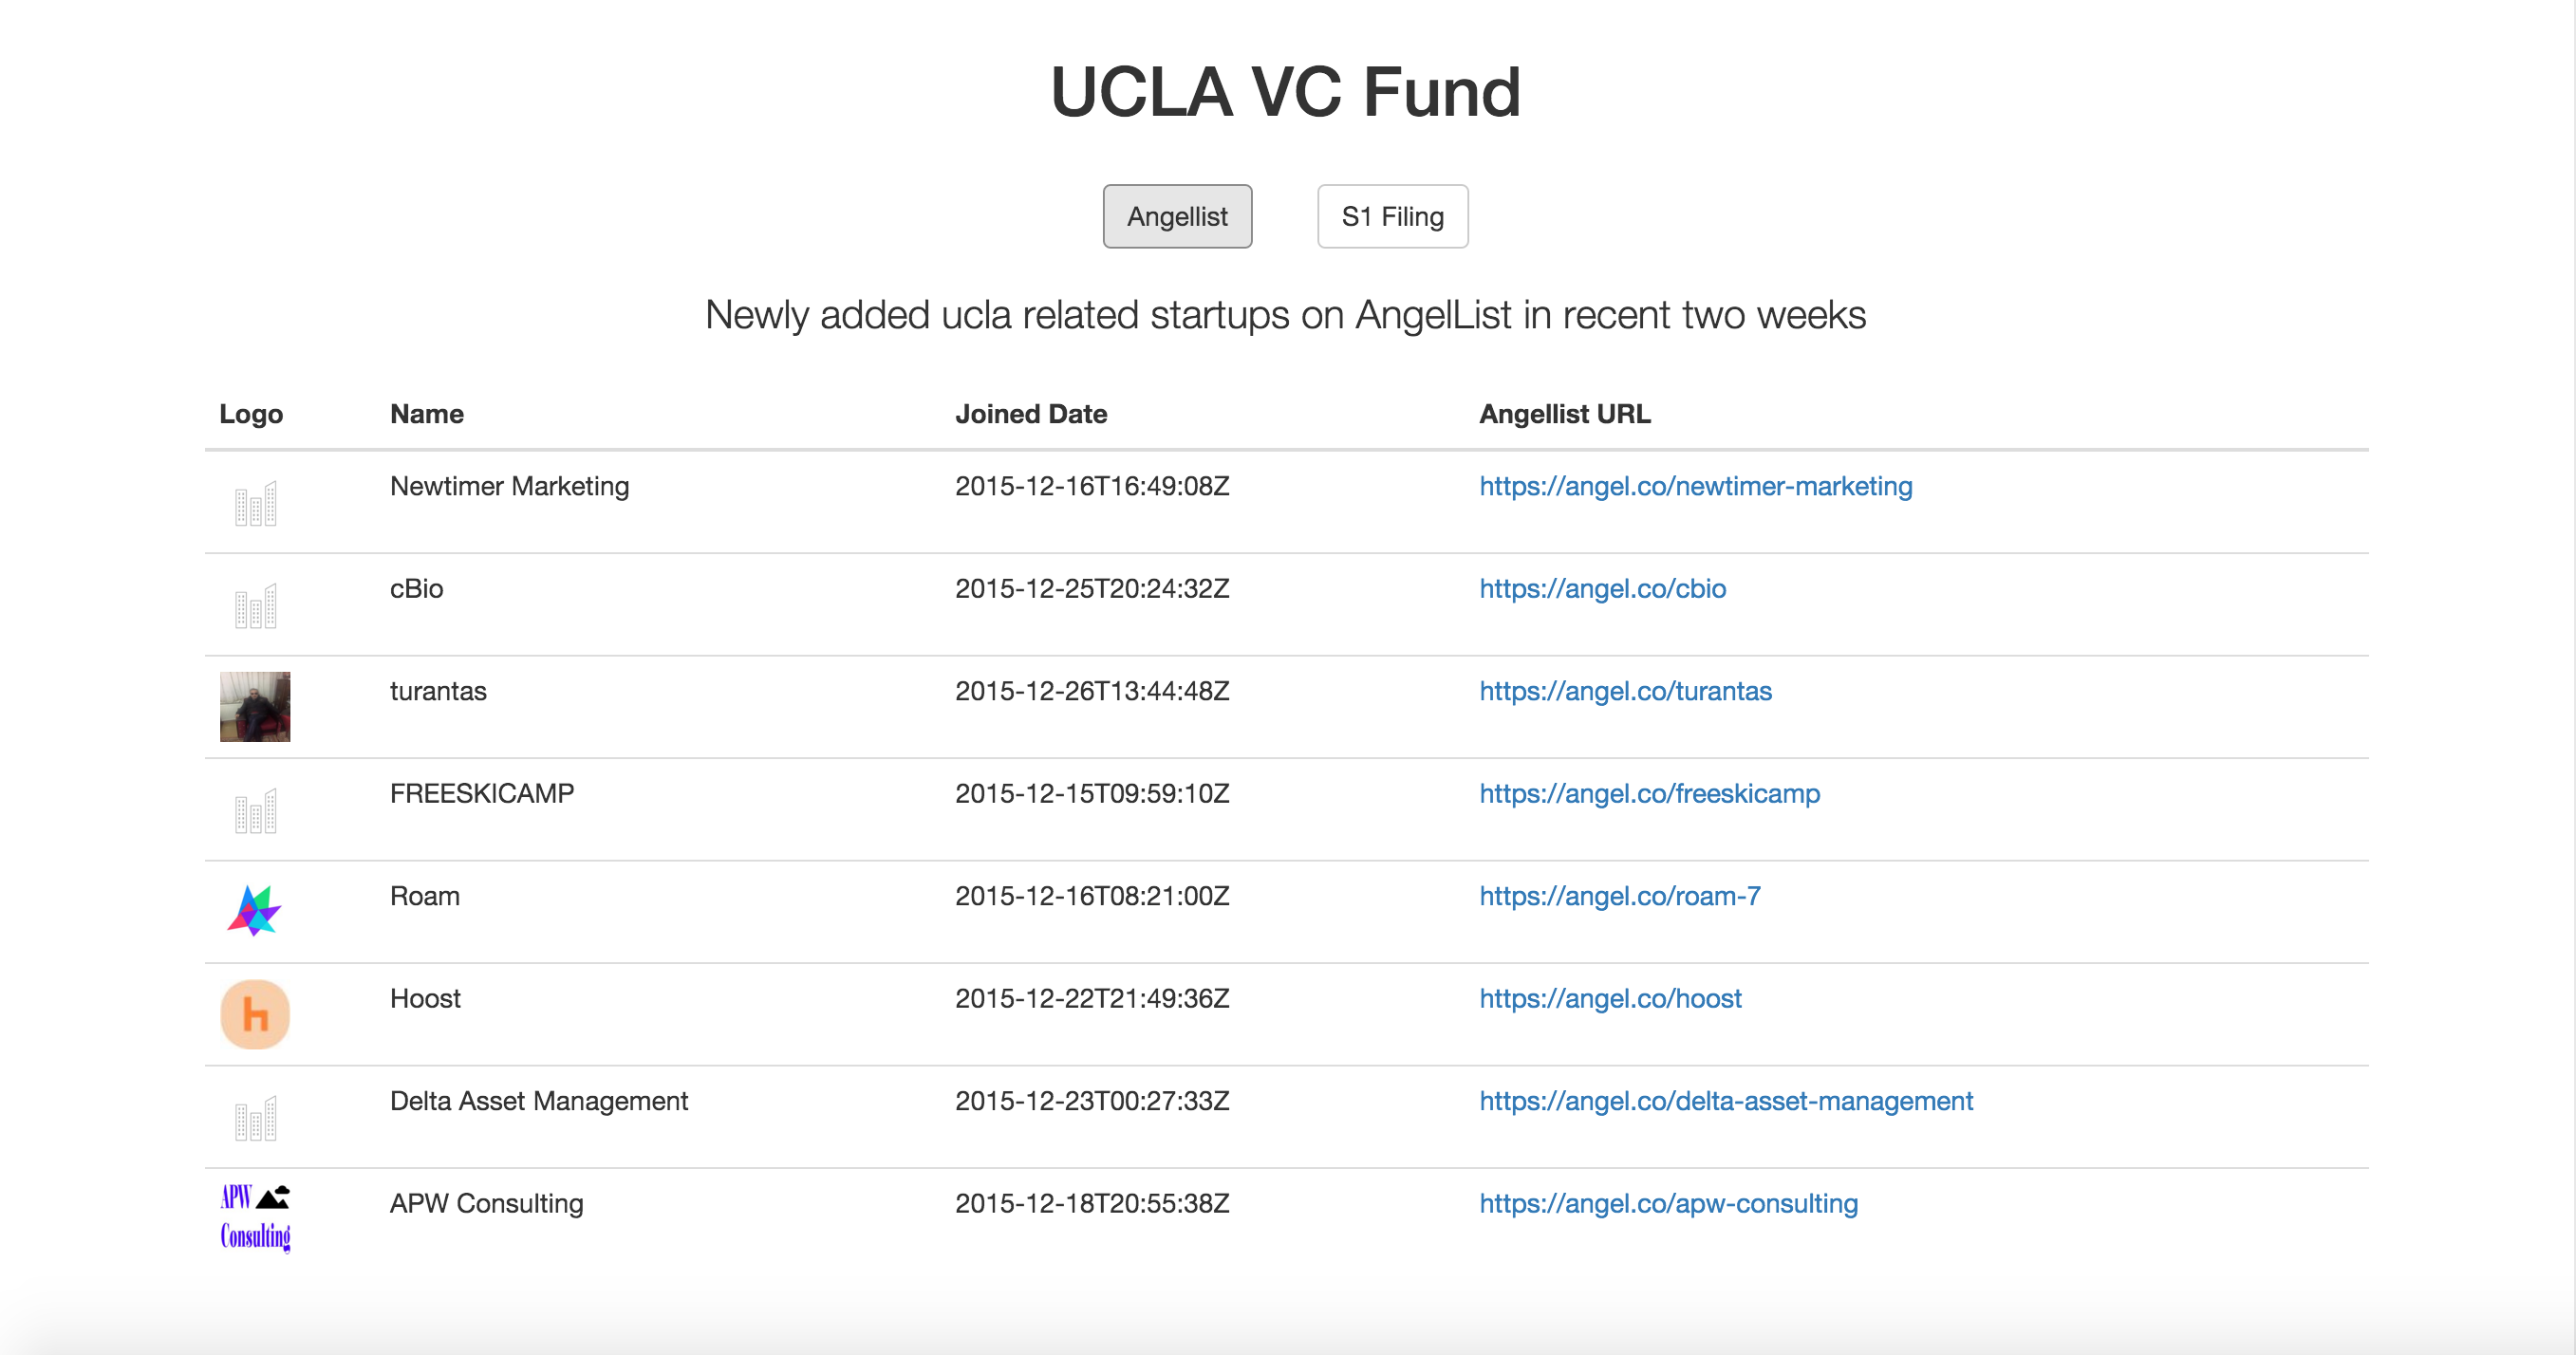 UCLA VC Fund
Angellist S1 Filing
Newly added ucla related startups on AngelList in recent two weeks
Logo Name Joined Date Angellist URL
Newtimer Marketing 2015-12-16T16:49:08Z https://angel.co/newtimer-marketing
cBio 2015-12-25T20:24:32Z https://angel.co/cbio
turantas 2015-12-26T13:44:48Z https://angel.co/turantas
FREESKICAMP 2015-12-15T09:59:10Z https://angel.co/freeskicamp
Roam 2015-12-16T08:21:00Z https://angel.co/roam-7
h Hoost 2015-12-22T21:49:36Z https://angel.co/hoost
Delta Asset Management 2015-12-23T00:27:33Z https://angel.co/delta-asset-management
APW APW Consulting 2015-12-18T20:55:38Z https://angel.co/apw-consulting
Consulting